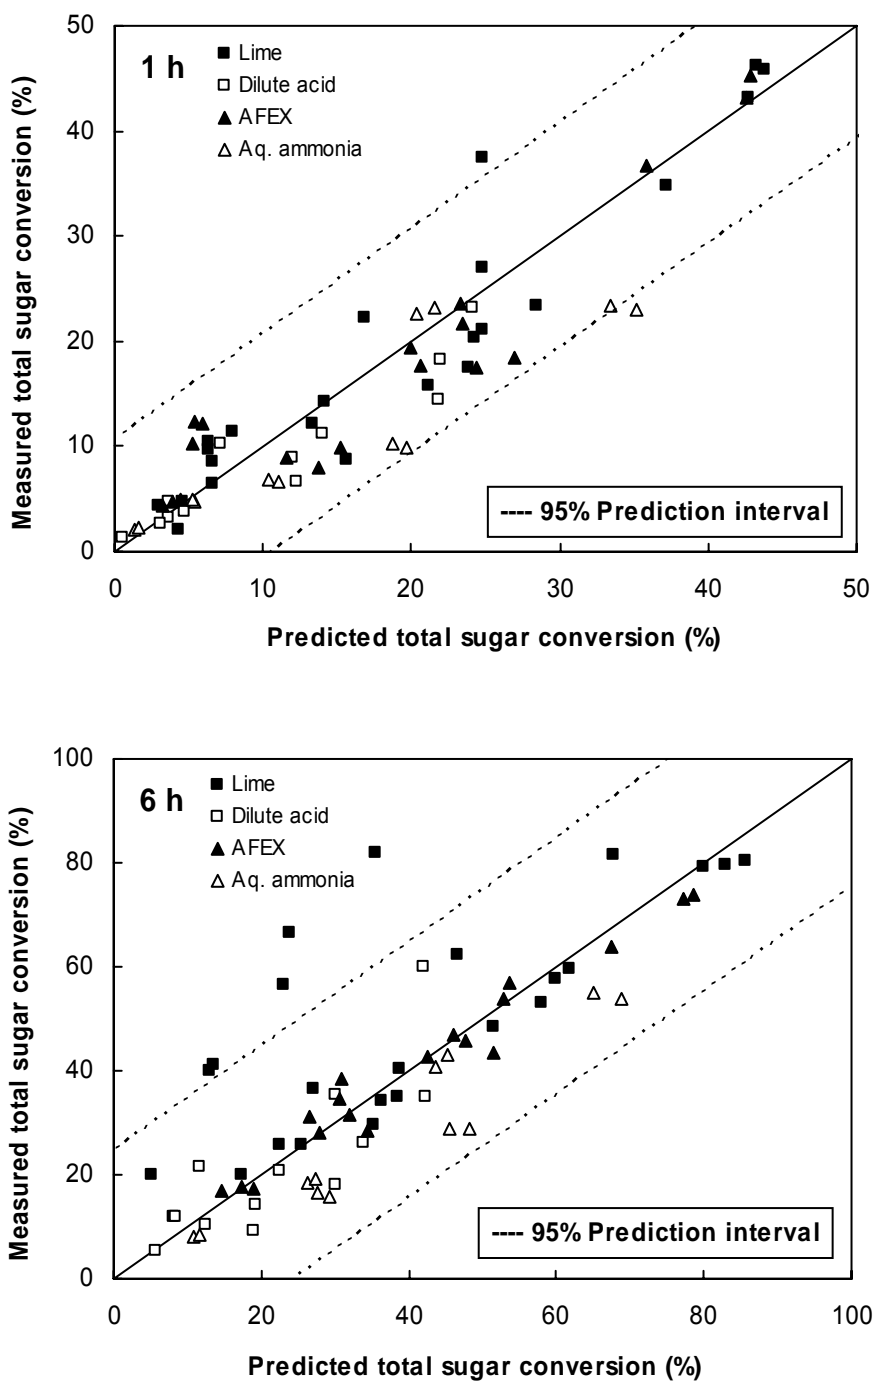 50
40
30
20
10
0
Measured total sugar conversion (%)
1 h
Lime
Dilute acid
AFEX
Aq. ammonia
---- 95% Prediction interval
0 10 20 30 40 50
Predicted total sugar conversion (%)
100
80
60
40
20
0
Measured total sugar conversion (%)
6 h
Lime
Dilute acid
AFEX
Aq. ammonia
---- 95% Prediction interval
0 20 40 60 80 100
Predicted total sugar conversion (%)